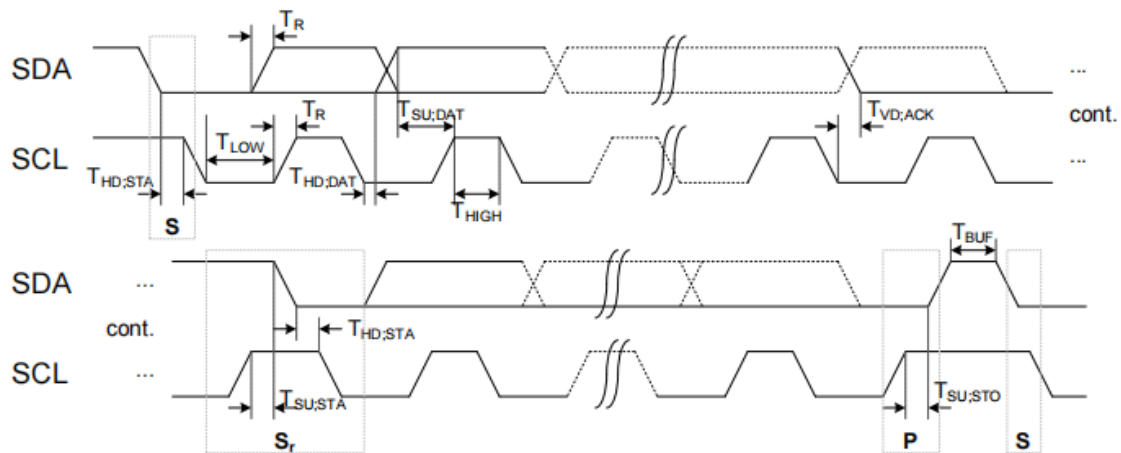 T_R
SDA
T_SU;DAT
T_R
T_VD;ACK
...
cont.
T_LOW
SCL
...
T_HD;STA
T_HD;DAT
T_HIGH
S
T_BUF
SDA
...
cont.
T_HD;STA
SCL
...
T_SU;STA
T_SU;STO
S_r
P
S